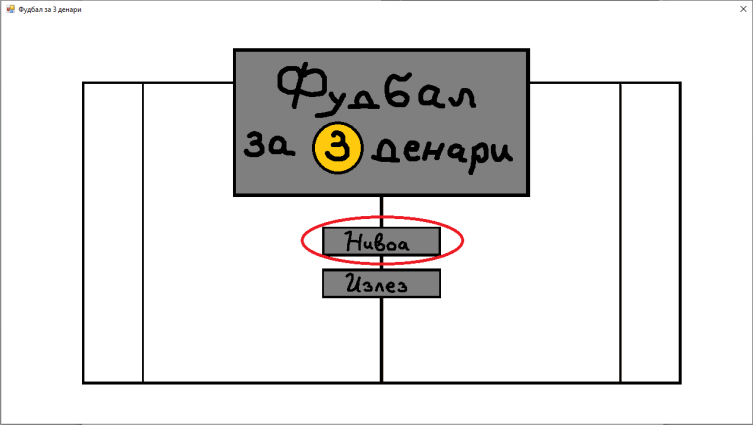 Фудбал за 3 денари
Фудбал
за 3 денари
Нивоа
Излез